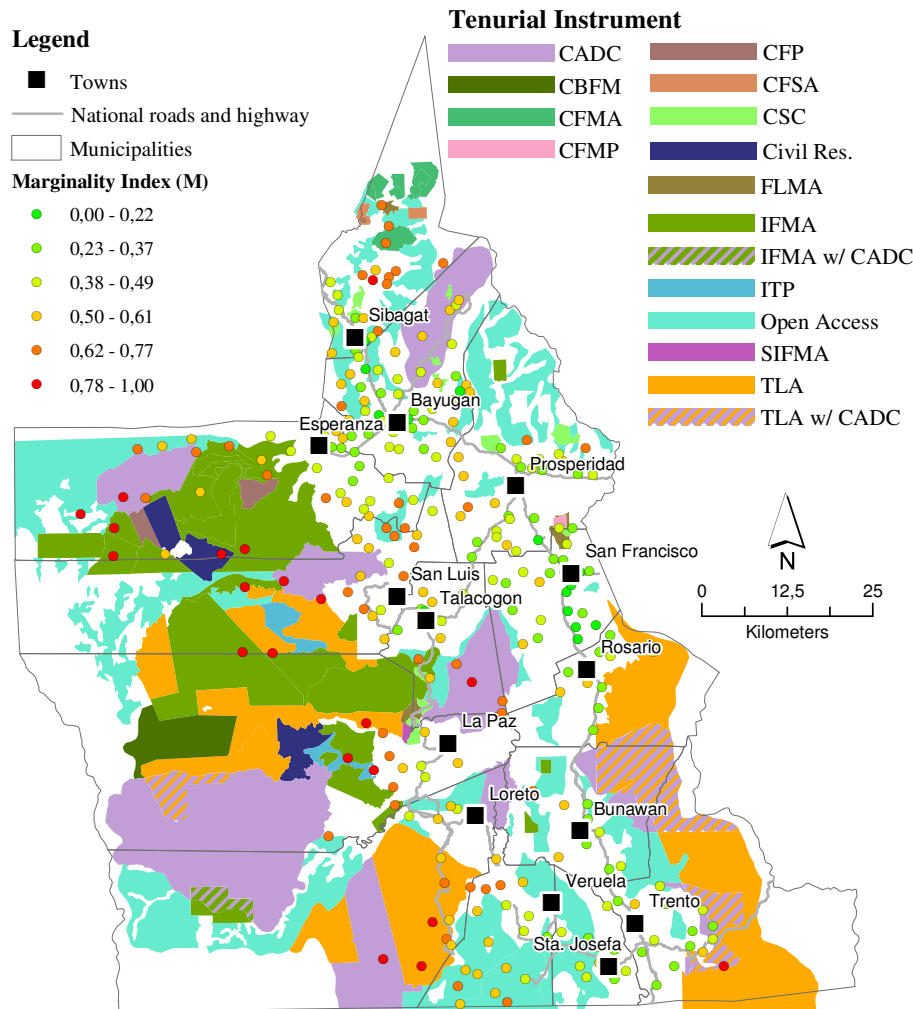 Tenurial Instrument
Legend
Towns
National roads and highway
Municipalities
Marginality Index (M)
0,00 - 0,22
0,23 - 0,37
0,38 - 0,49
0,50 - 0,61
0,62 - 0,77
0,78 - 1,00
CADC
CBFM
CFMA
CFMP
CFP
CFSA
CSC
Civil Res.
FLMA
IFMA
IFMA w/ CADC
ITP
Open Access
SIFMA
TLA
TLA w/ CADC
Sibagat
Bayugan
Esperanza
Prosperidad
San Francisco
San Luis
Talacogon
Rosario
La Paz
Loreto
Bunawan
Veruela
Trento
Sta. Josefa
N
0 12,5 25
Kilometers